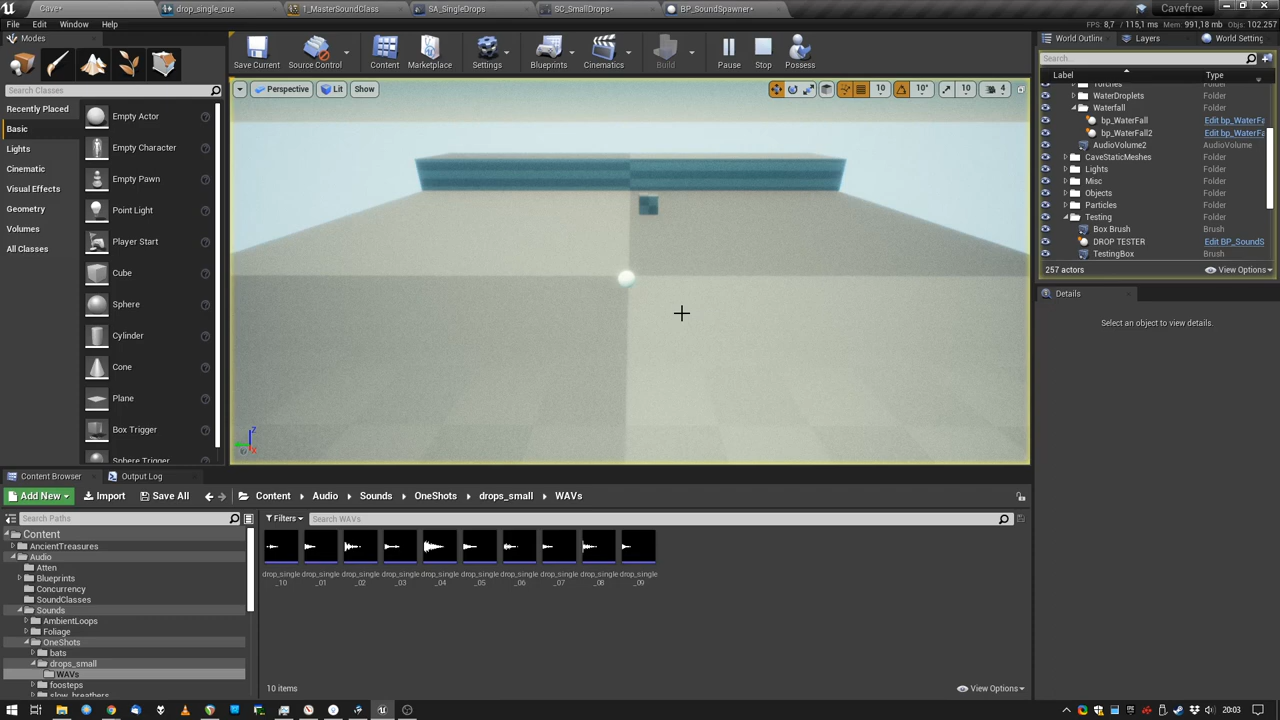 Cave*
drop_single_cue
1_MasterSoundClass
SA_SingleDrops
SC_SmallDrops*
BP_SoundSpawner*
Cavefree
File
Edit
Window
Help
FPS: 8,7 / 115,1 ms
Mem: 991,18 mb
Objs: 102.257
Modes
Search Classes
Recently Placed
Basic
Lights
Cinematic
Visual Effects
Geometry
Volumes
All Classes
Empty Actor
Empty Character
Empty Pawn
Point Light
Player Start
Cube
Sphere
Cylinder
Cone
Plane
Box Trigger
Sphere Trigger
Save Current
Source Control
Content
Marketplace
Settings
Blueprints
Cinematics
Build
Pause
Stop
Possess
Perspective
Lit
Show
10
10°
10
4
Z
X
World Outline
Layers
World Setting
Search...
Label
Type
Torches
WaterDroplets
Folder
Waterfall
Folder
bp_WaterFall
Edit bp_WaterFa
bp_WaterFall2
Edit bp_WaterFa
AudioVolume2
AudioVolume
CaveStaticMeshes
Folder
Lights
Folder
Misc
Folder
Objects
Folder
Particles
Folder
Testing
Folder
Box Brush
Brush
DROP TESTER
Edit BP_SoundS
TestingBox
Brush
257 actors
View Options
Details
Select an object to view details.
Content Browser
Output Log
Add New
Import
Save All
Content
Audio
Sounds
OneShots
drops_small
WAVs
Search Paths
Filters
Search WAVs
Content
AncientTreasures
Audio
Atten
Blueprints
Concurrency
SoundClasses
Sounds
AmbientLoops
Foliage
OneShots
bats
drops_small
WAVs
foosteps
slow_breathers
drop_single
_10
drop_single
_01
drop_single
_02
drop_single
_03
drop_single
_04
drop_single
_05
drop_single
_06
drop_single
_07
drop_single
_08
drop_single
_09
10 items
View Options
20:03